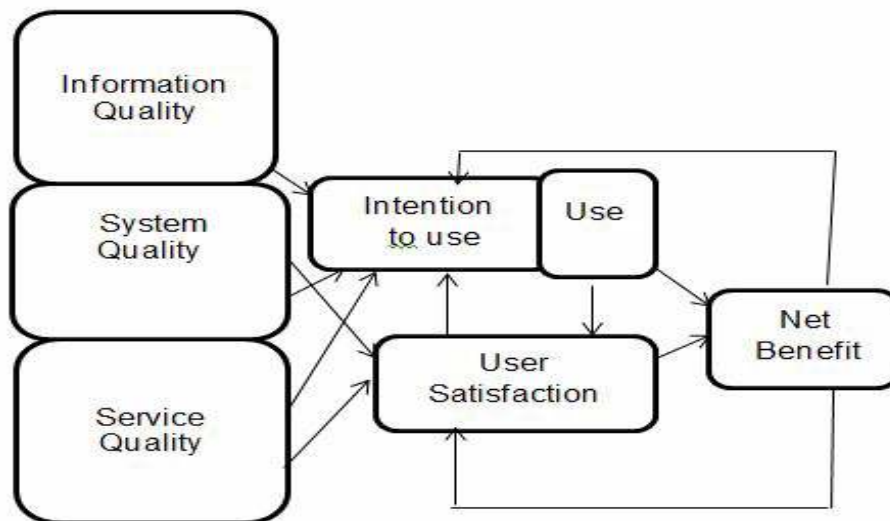 Information
Quality
System
Quality
Service
Quality
Intention
to use
Use
User
Satisfaction
Net
Benefit